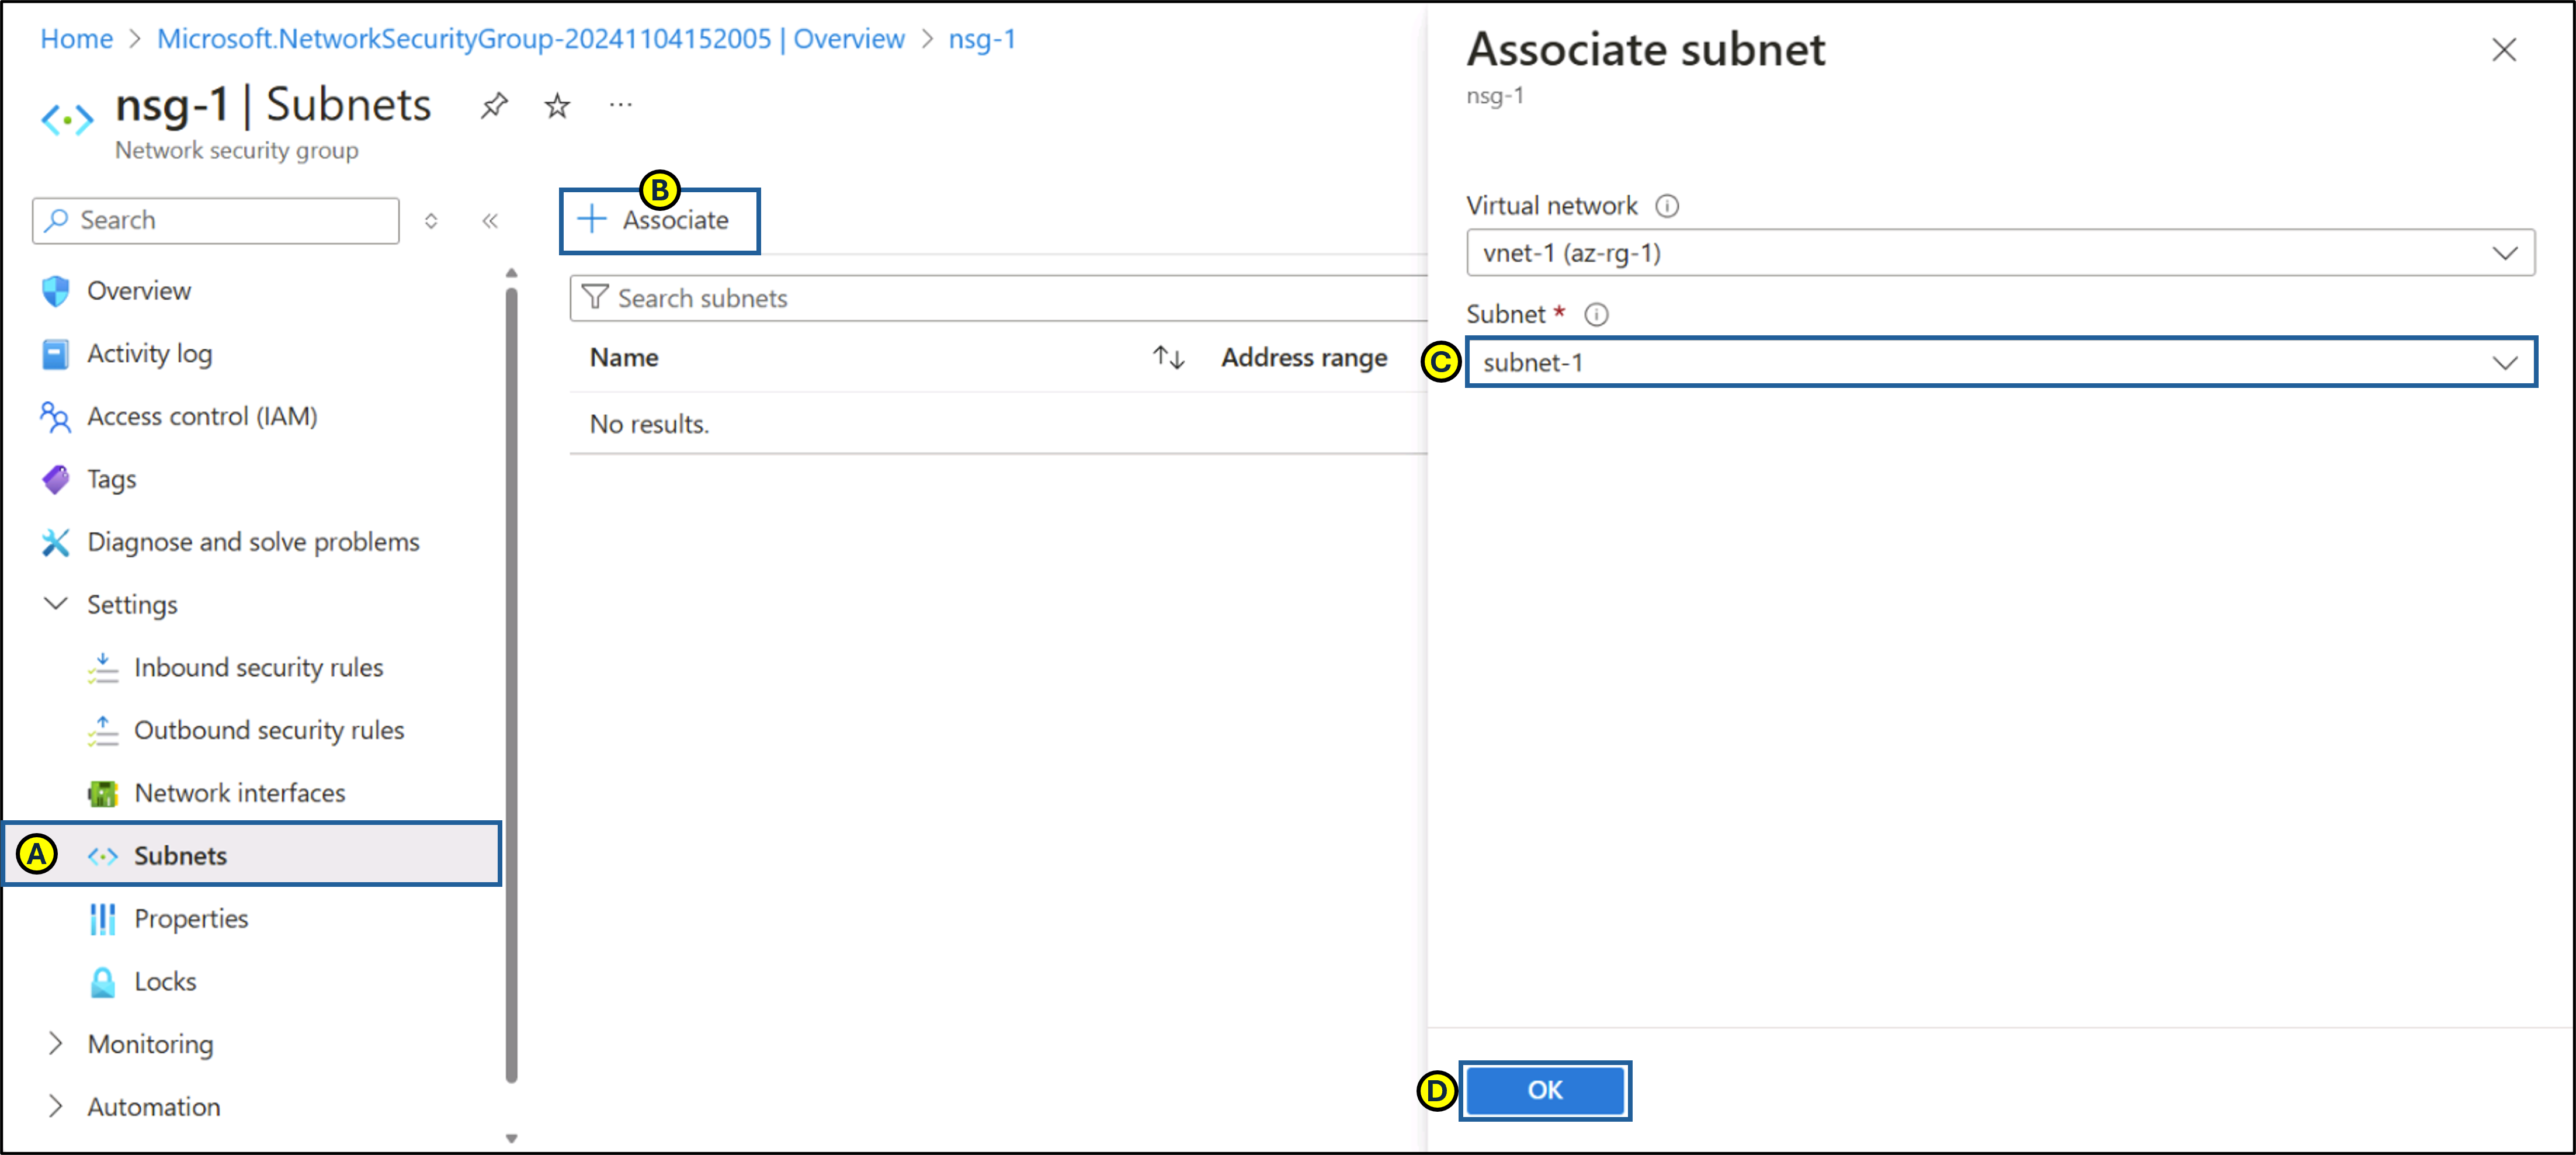 Home > Microsoft.NetworkSecurityGroup-20241104152005 | Overview > nsg-1
nsg-1 | Subnets ...
Network security group
Search
Overview
Activity log
Access control (IAM)
Tags
Diagnose and solve problems
Settings
Inbound security rules
Outbound security rules
Network interfaces
A Subnets
Properties
Locks
Monitoring
Automation
B
+ Associate
Search subnets
Name Address range
No results.
Associate subnet
nsg-1
Virtual network
vnet-1 (az-rg-1)
Subnet *
C subnet-1
D OK